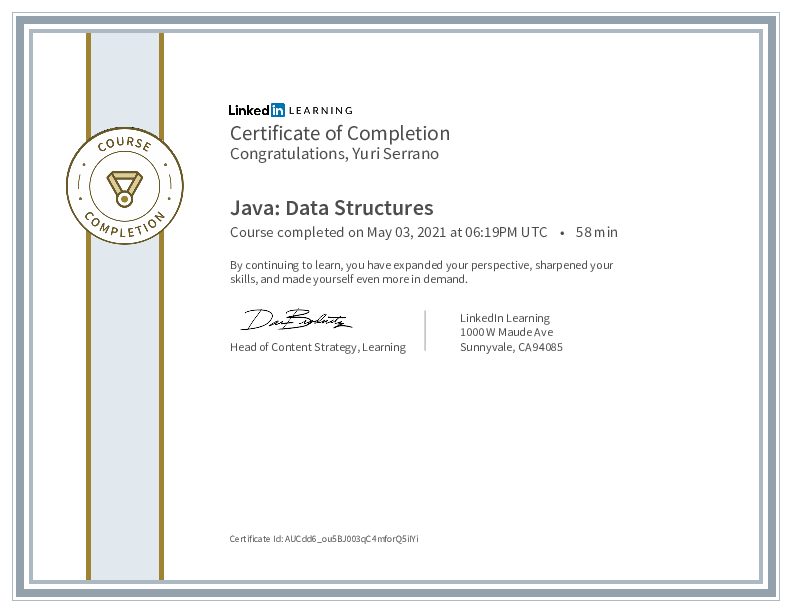 LinkedIn LEARNING
Certificate of Completion
Congratulations, Yuri Serrano
COURSE
COMPLETION
Java: Data Structures
Course completed on May 03, 2021 at 06:19PM UTC • 58 min
By continuing to learn, you have expanded your perspective, sharpened your
skills, and made yourself even more in demand.
Head of Content Strategy, Learning
LinkedIn Learning
1000 W Maude Ave
Sunnyvale, CA 94085
Certificate Id: AUCdd6_ou5BJ003qC4mforQ5iIYi